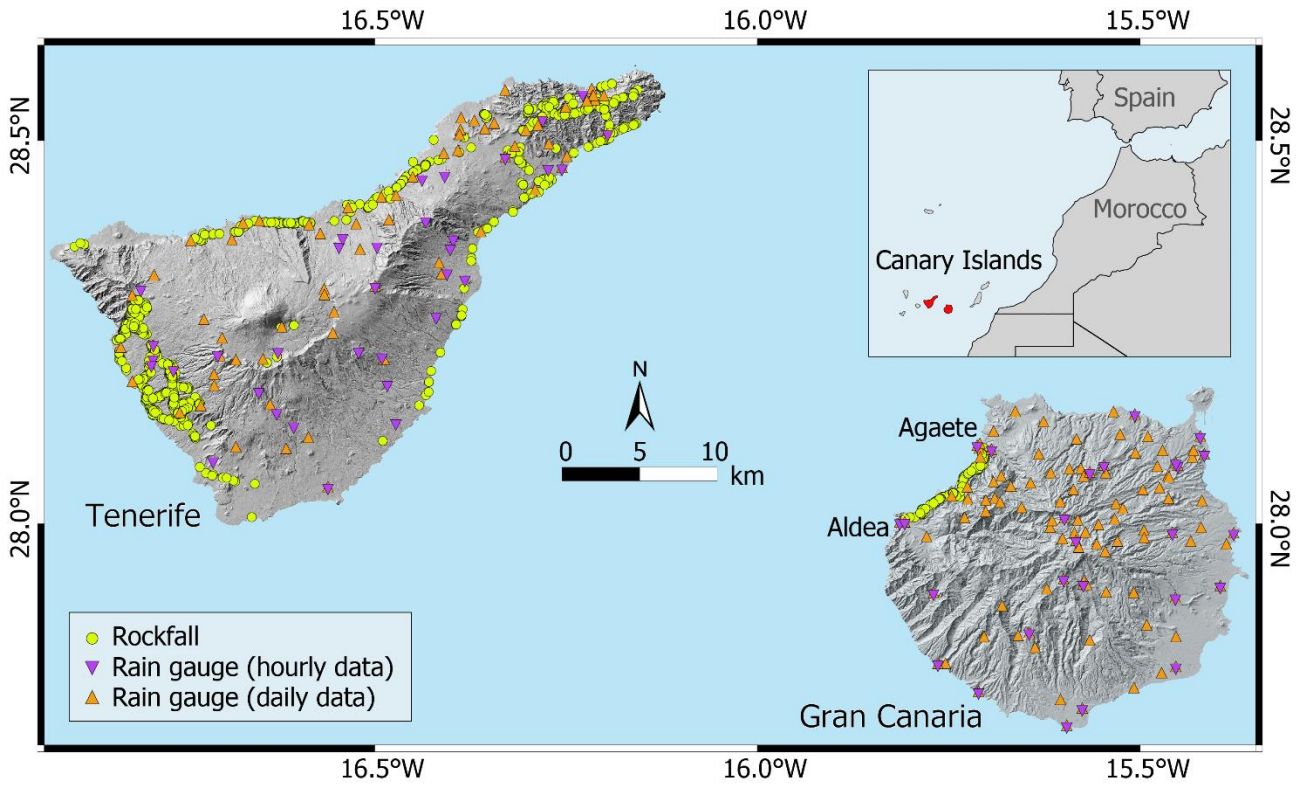 16.5°W 16.0°W 15.5°W
28.5°N
28.5°N
Spain
Morocco
Canary Islands
N
0 5 10
km
Agaete
Aldea
28.0°N
28.0°N
Tenerife
Gran Canaria
Rockfall
Rain gauge (hourly data)
Rain gauge (daily data)
16.5°W 16.0°W 15.5°W